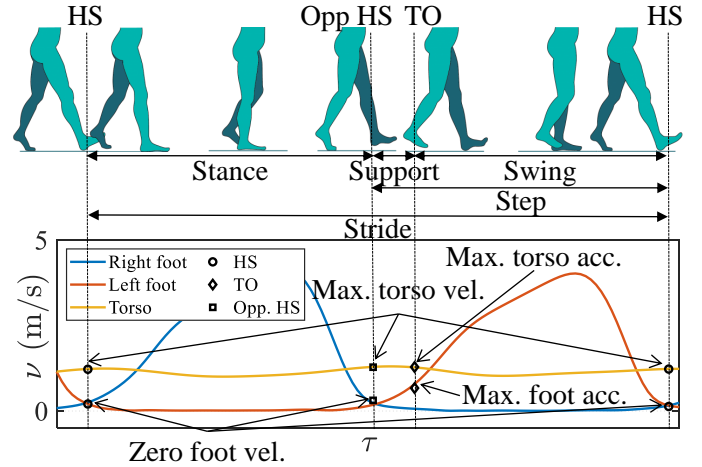 HS Opp HS TO HS
Stance Support Swing
Step
Stride
5
Right foot HS
Left foot TO
Torso Opp. HS
Max. torso acc.
Max. torso vel.
ν (m/s)
Max. foot acc.
0
Zero foot vel. τ